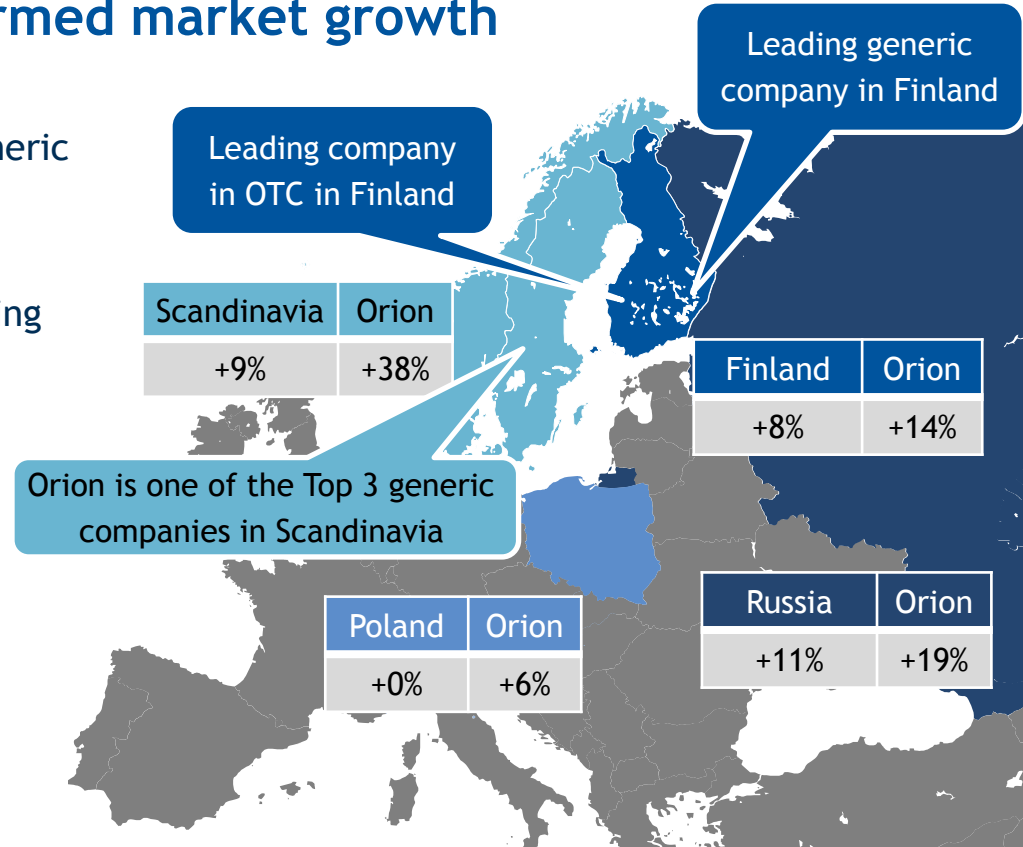 rmed market growth
Leading generic
company in Finland
neric
Leading company
in OTC in Finland
ing
Scandinavia Orion
+9% +38%
Finland Orion
+8% +14%
Orion is one of the Top 3 generic
companies in Scandinavia
Poland Orion
+0% +6%
Russia Orion
+11% +19%